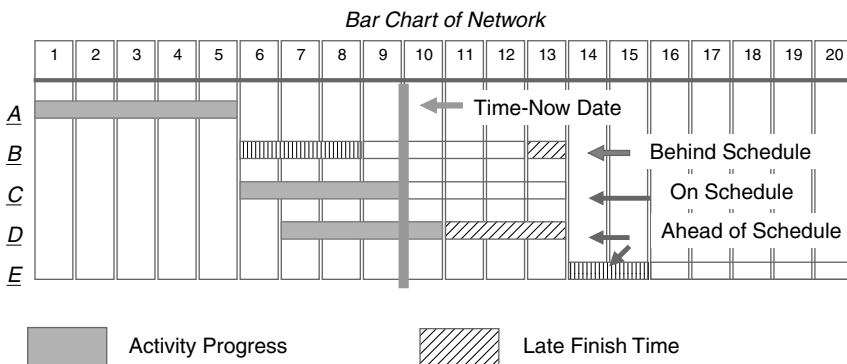 Bar Chart of Network
1 2 3 4 5 6 7 8 9 10 11 12 13 14 15 16 17 18 19 20
A
Time-Now Date
B
Behind Schedule
C
On Schedule
D
Ahead of Schedule
E
Activity Progress
Late Finish Time